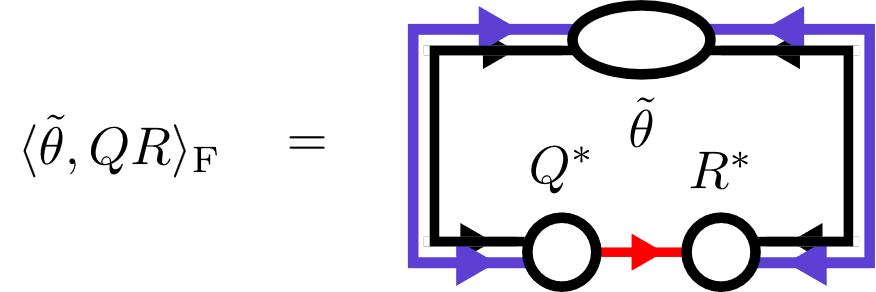 ⟨θ̃, QR⟩_F =
θ̃
Q* R*